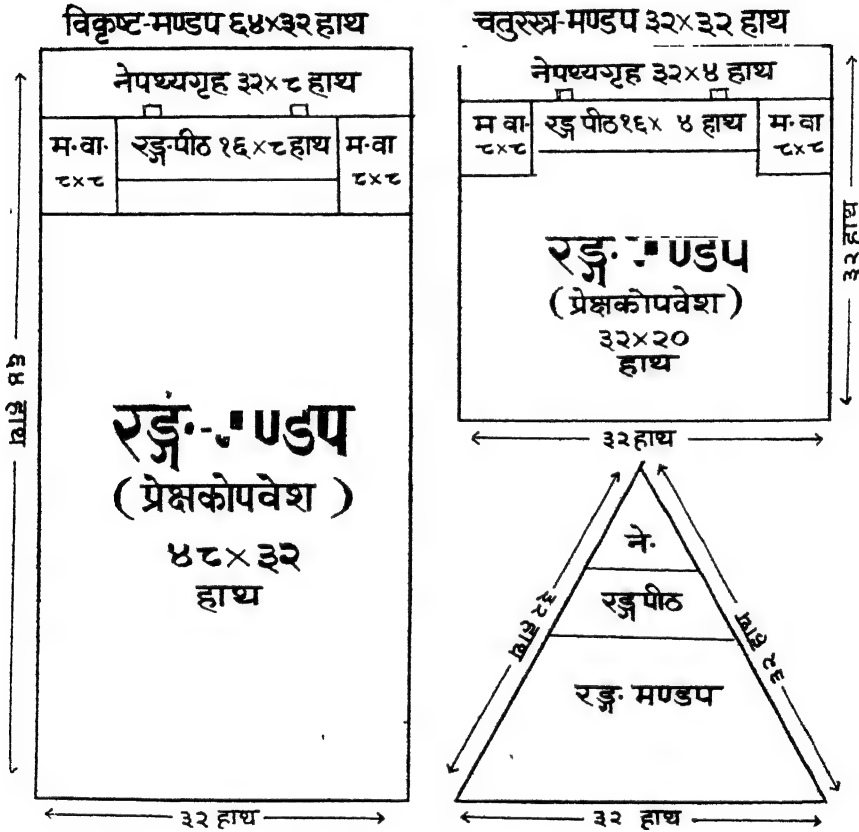 विकृष्ट-मण्डप ६४×३२ हाथ
नेपथ्यगृह ३२×८ हाथ
म॰वा॰
८×८
रङ्गपीठ १६×८ हाथ
म॰वा
८×८
रङ्ग
(प्रेक्षकोपवेश)
४८×३२
हाथ
६४ हाथ
३२ हाथ
चतुरस्त्र-मण्डप ३२×३२ हाथ
नेपथ्यगृह ३२×४ हाथ
म वा॰
८×८
रङ्गपीठ १६× ४ हाथ
म॰वा
८×८
रङ्ग॰
(प्रेक्षकोपवेश)
३२×२०
हाथ
३२ हाथ
३२ हाथ
ने॰
रङ्गपीठ
रङ्ग॰ मण्डप
३२ हाथ
३२ हाथ
३२ हाथ